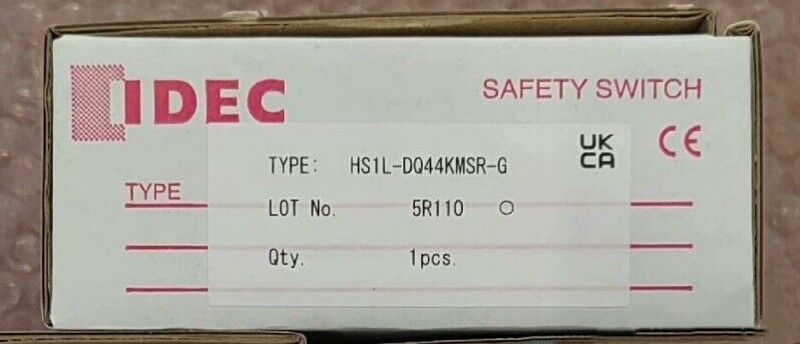 IDEC
SAFETY SWITCH
UK
CA
CE
TYPE: HS1L-DQ44KMSR-G
TYPE
LOT No. 5R110 ○
Qty. 1pcs.